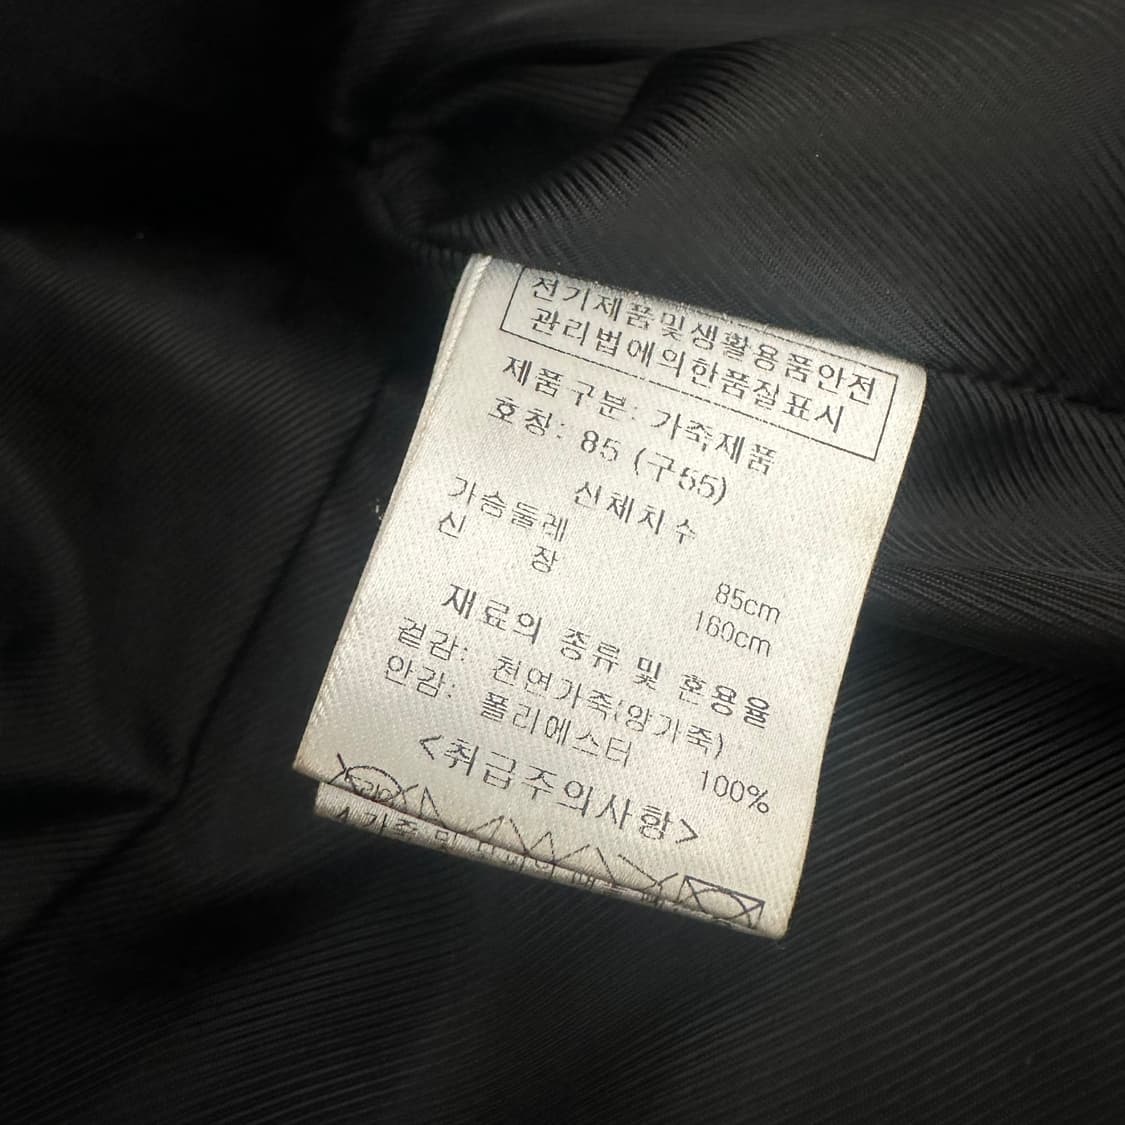 전기제품및생활용품안전
관리법에의한품질표시
제품구분: 가죽제품
호칭: 85 (구55)
신체치수
가슴둘레 85cm
신 장 160cm
재료의 종류 및 혼용율
겉감: 천연가죽(양가죽)
안감: 폴리에스터 100%
<취급주의사항>